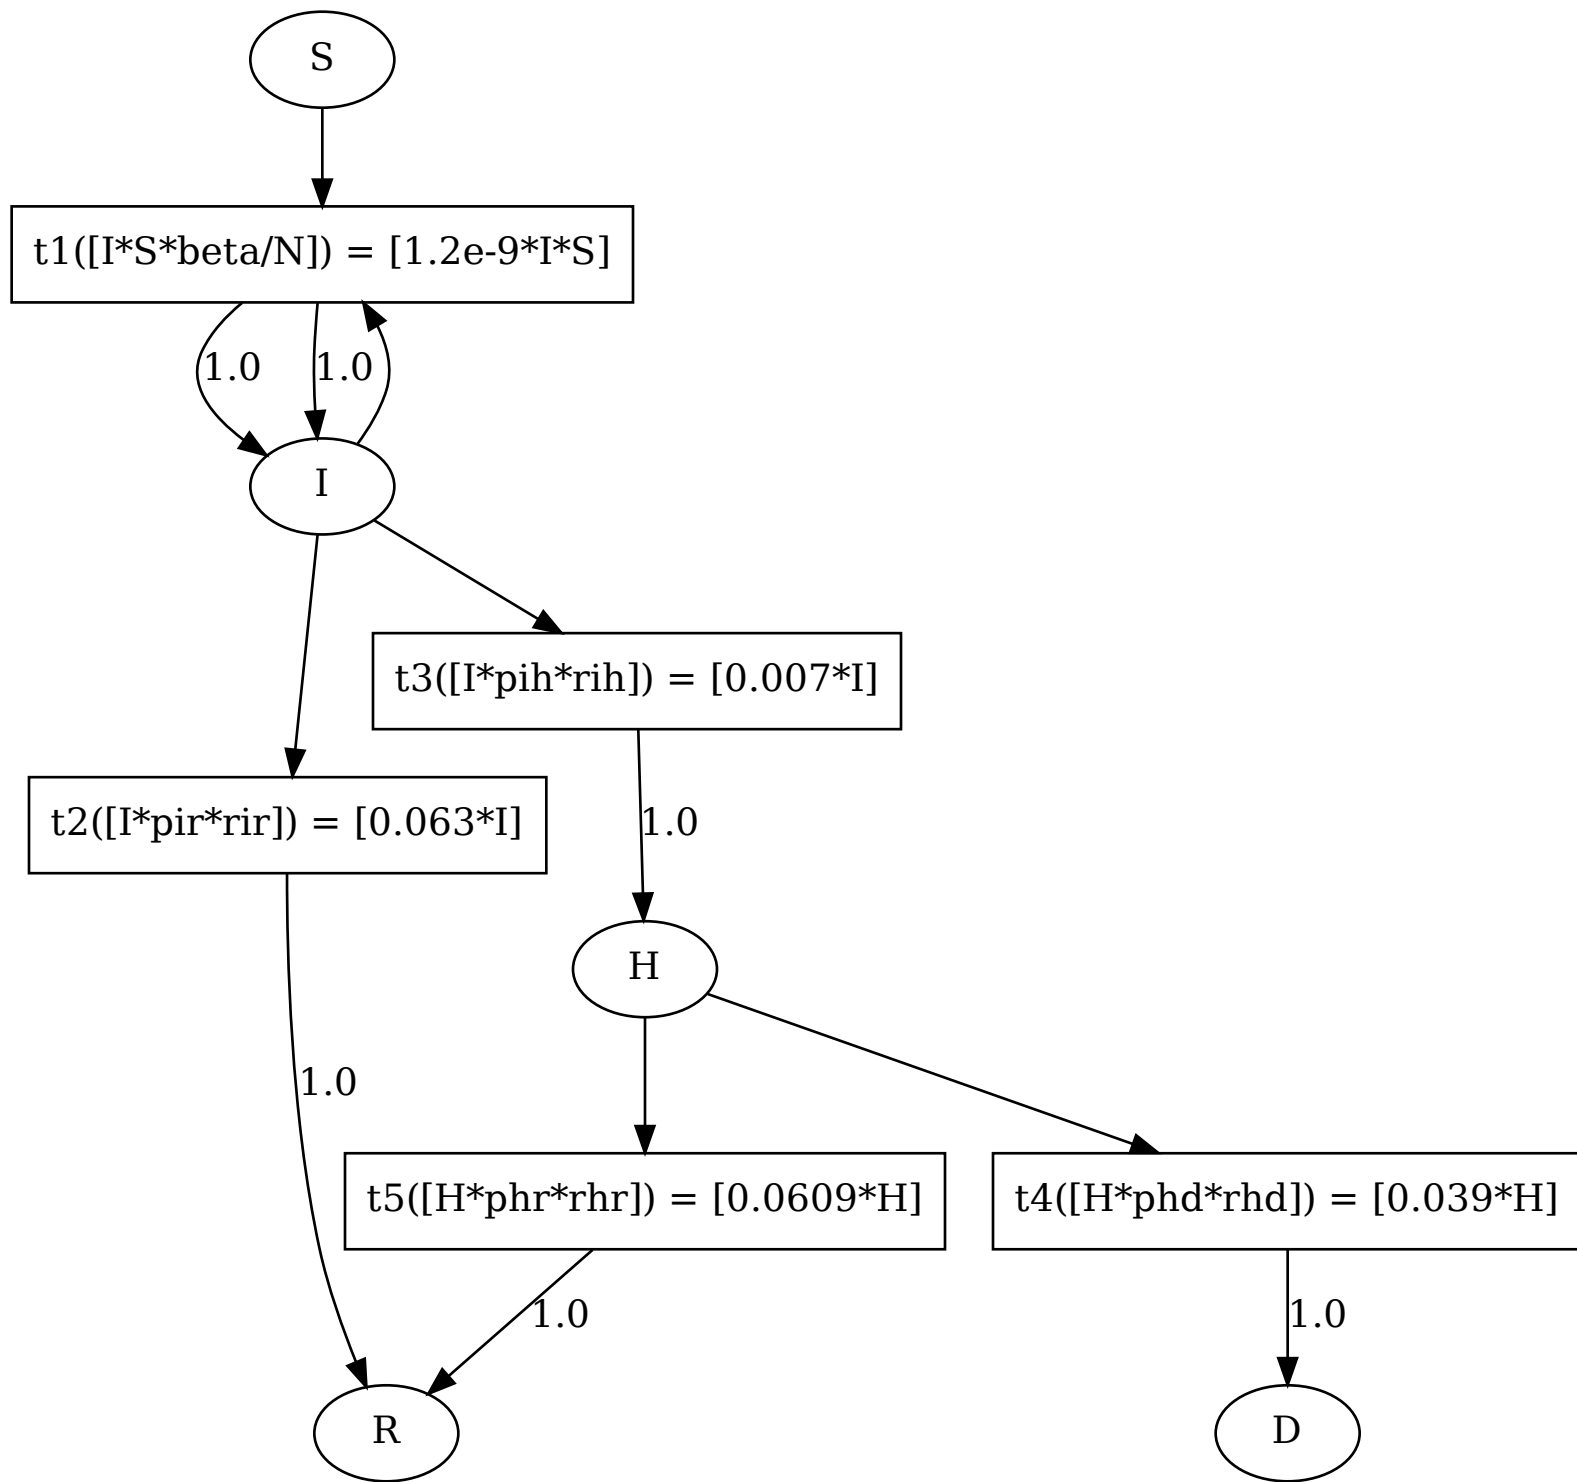 S
t1([I*S*beta/N]) = [1.2e-9*I*S]
1.0
1.0
I
t3([I*pih*rih]) = [0.007*I]
t2([I*pir*rir]) = [0.063*I]
1.0
H
1.0
t5([H*phr*rhr]) = [0.0609*H]
t4([H*phd*rhd]) = [0.039*H]
1.0
1.0
R
D